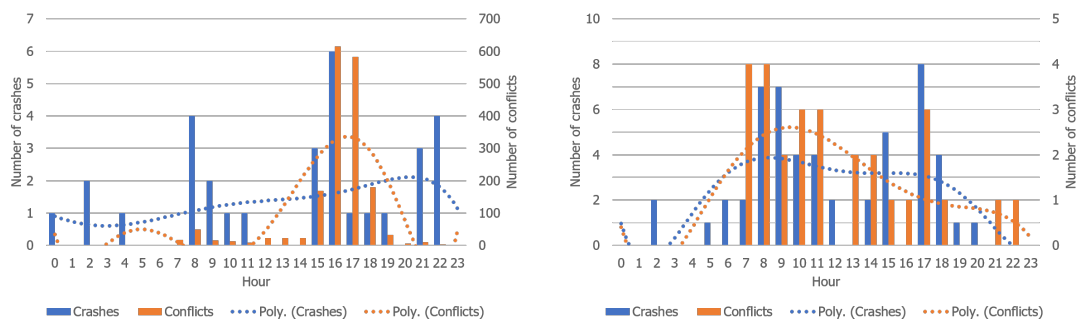 7 700
6 600
5 500
4 400
3 300
2 200
1 100
0 0
Number of crashes
Number of conflicts
0 1 2 3 4 5 6 7 8 9 10 11 12 13 14 15 16 17 18 19 20 21 22 23
Hour
Crashes Conflicts Poly. (Crashes) Poly. (Conflicts)
10 5
8 4
6 3
4 2
2 1
0 0
Number of crashes
Number of conflicts
0 1 2 3 4 5 6 7 8 9 10 11 12 13 14 15 16 17 18 19 20 21 22 23
Hour
Crashes Conflicts Poly. (Crashes) Poly. (Conflicts)